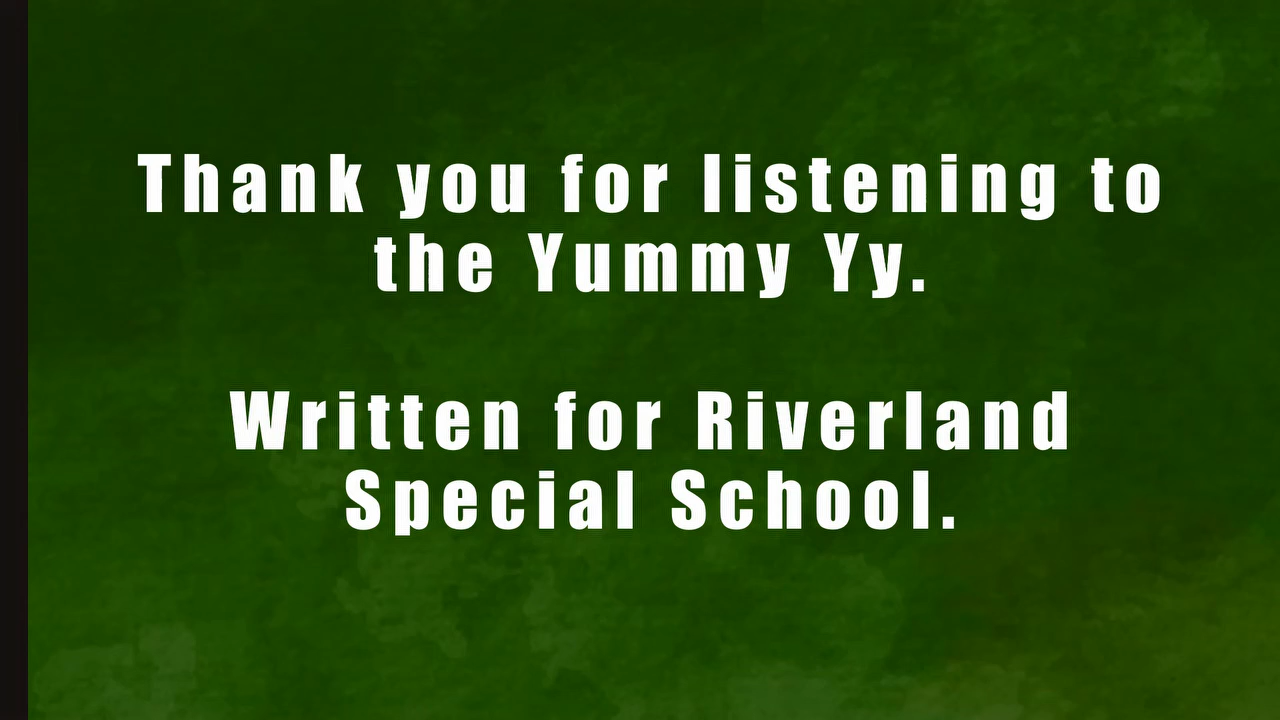 Thank you for listening to
the Yummy Yy.
Written for Riverland
Special School.